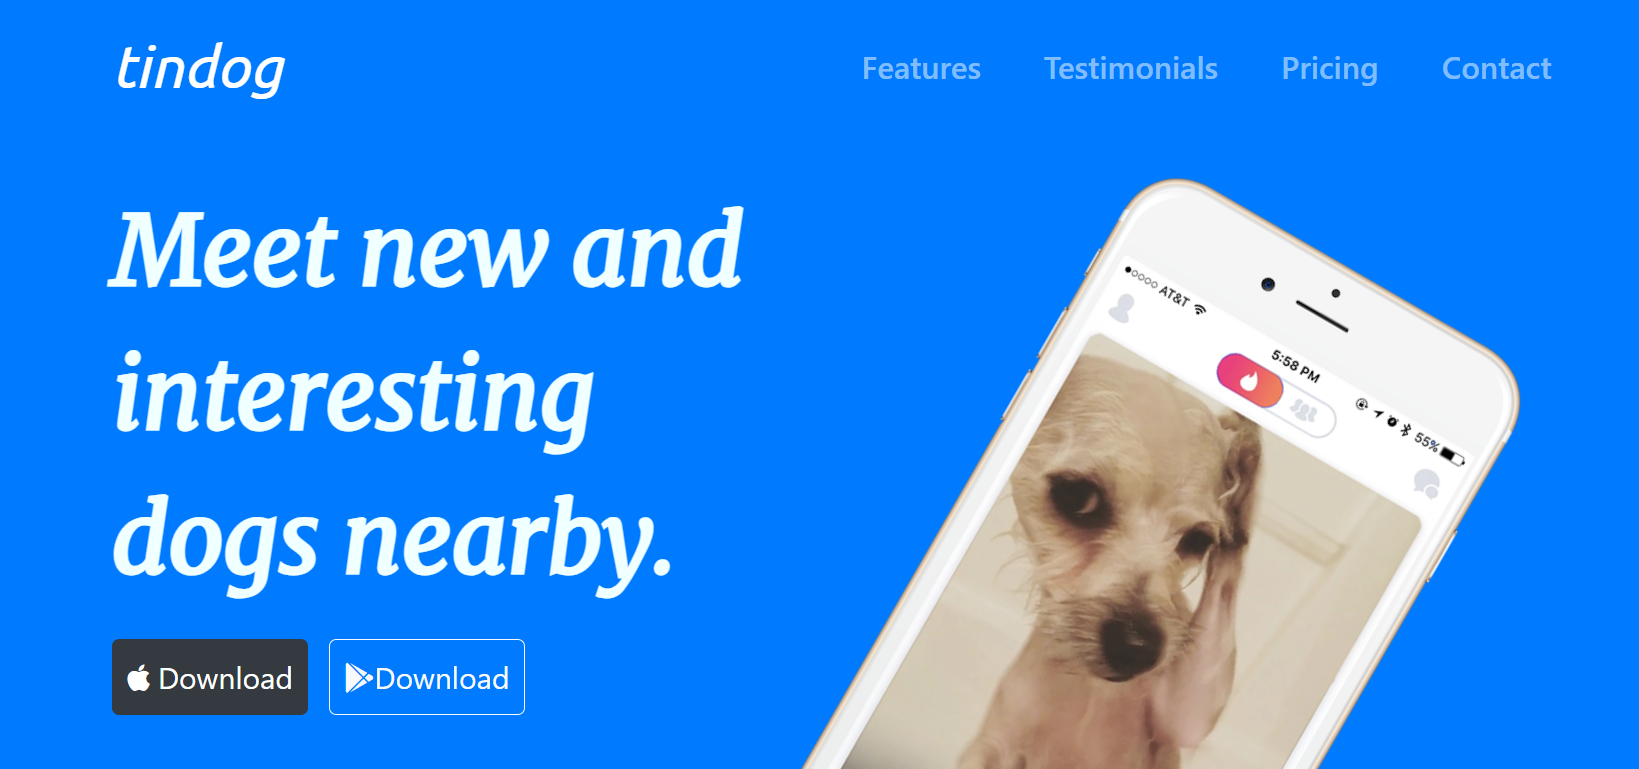 tindog
Features Testimonials Pricing Contact
Meet new and
interesting
dogs nearby.
Download
Download
AT&T
5:58 PM
55%